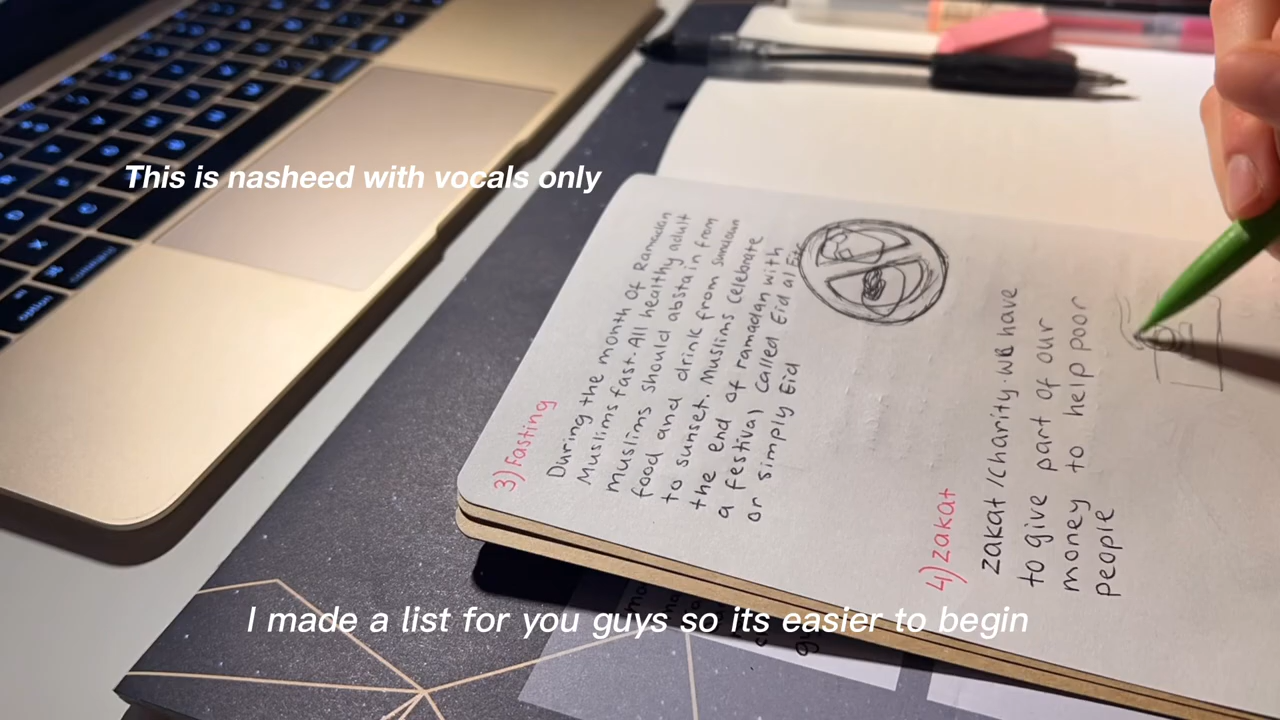 This is nasheed with vocals only
3) Fasting
During the month of Ramadan
Muslims fast. All healthy adult
muslims should abstain from
food and drink from sundown
to sunset. Muslims celebrate
the end of ramadan with
a festival called Eid al Fitr
or simply Eid
4) zakat
zakat / charity. we have
to give part of our
money to help poor
people
I made a list for you guys so its easier to begin